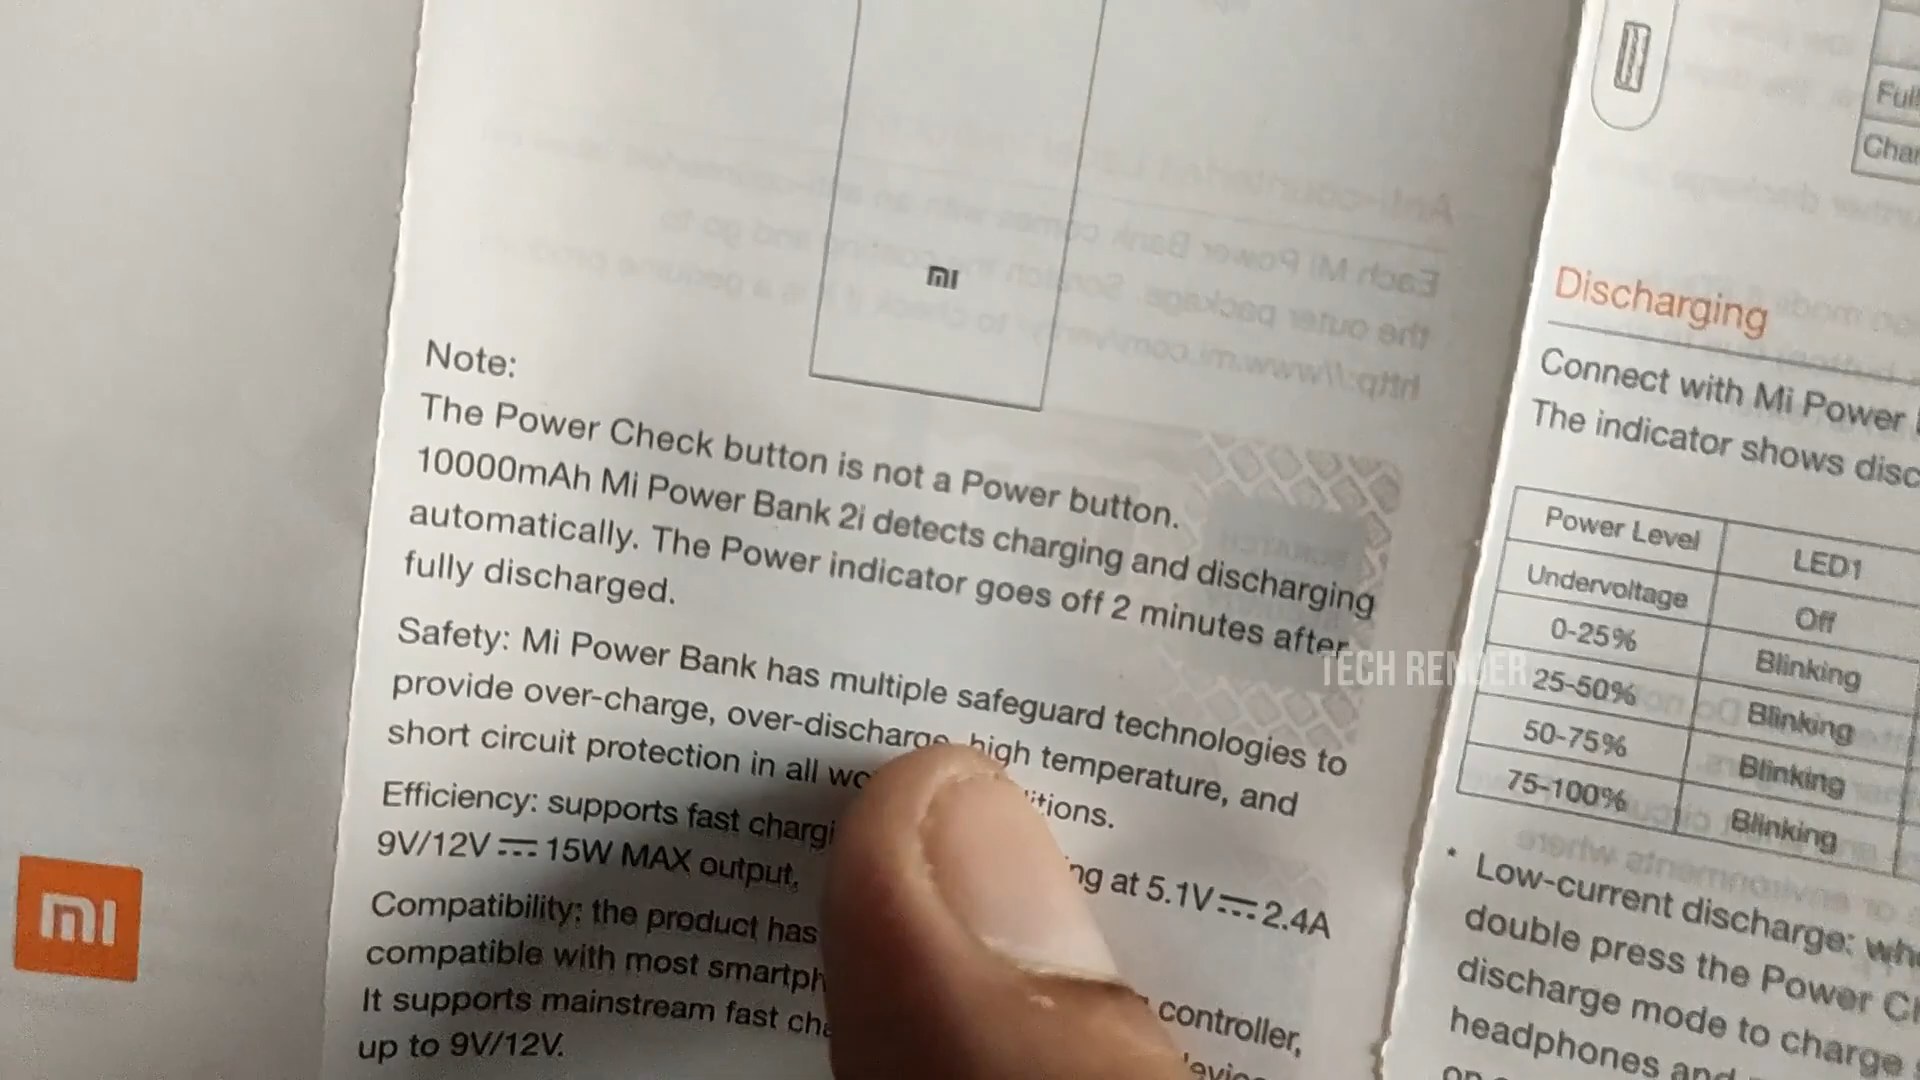 mi
Note:
The Power Check button is not a Power button.
10000mAh Mi Power Bank 2i detects charging and discharging
automatically. The Power indicator goes off 2 minutes after
fully discharged.
Safety: Mi Power Bank has multiple safeguard technologies to
provide over-charge, over-discharge, high temperature, and
short circuit protection in all
Efficiency: supports fast at 5.1V⎓2.4A
9V/12V⎓15W MAX output,
Compatibility: the product has controller,
compatible with most
It supports mainstream fast
up to 9V/12V.
mi
Discharging
Connect with Mi Power
The indicator shows
Power Level LED1
Undervoltage Off
0-25% Blinking
25-50% Blinking
50-75% Blinking
75-100% Blinking
* Low-current discharge:
double press the Power
discharge mode to charge
headphones and
TECH RENDER